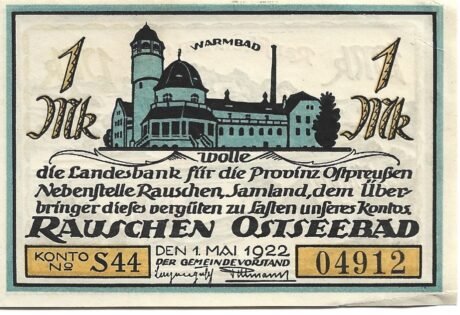 WARMBAD
1 Mk
1 Mk
wolle
die Landesbank für die Provinz Ostpreußen
Nebenstelle Rauschen, Samland, dem Über-
bringer dieses vergüten zu Lasten unseres Kontos.
RAUSCHEN OSTSEEBAD
KONTO No S44
DEN 1. MAI 1922
DER GEMEINDEVORSTAND
04912